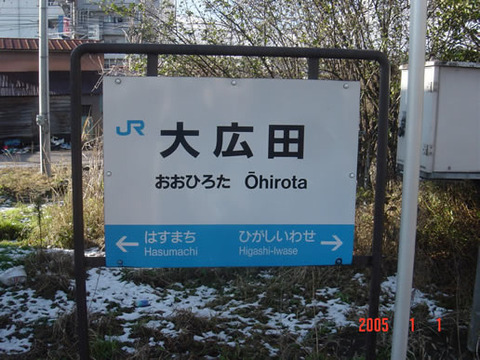 JR 大広田
おおひろた Ōhirota
← はすまち ひがしいわせ →
Hasumachi Higashi-Iwase
2005 1 1